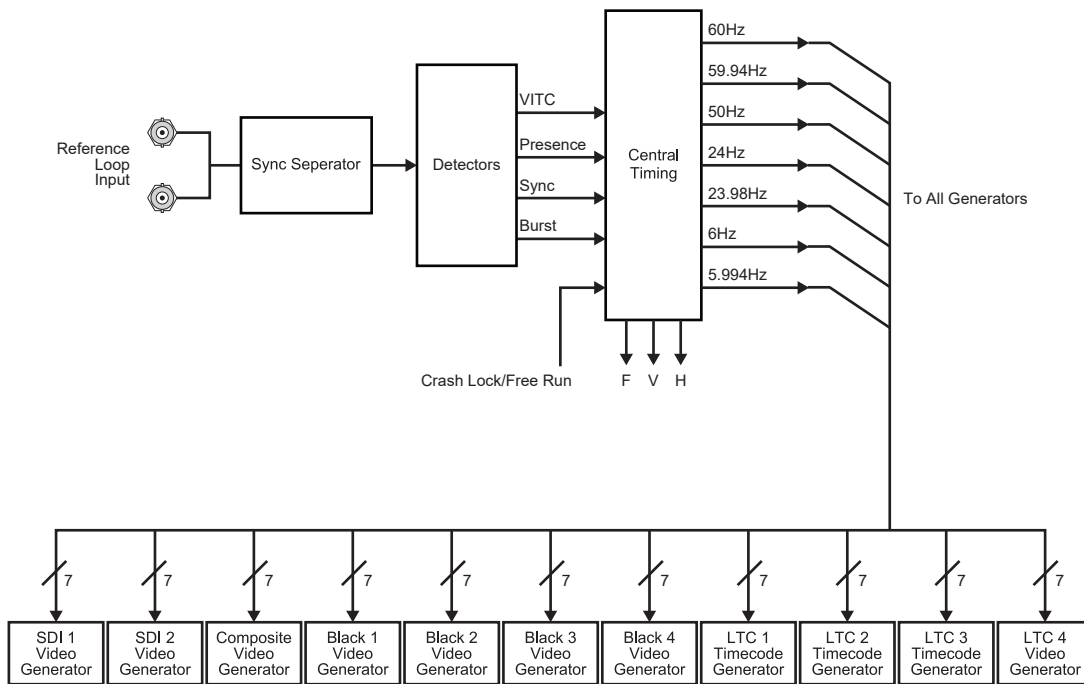 60Hz
59.94Hz
50Hz
24Hz
23.98Hz
6Hz
5.994Hz
VITC
Presence
Sync
Burst
Reference
Loop
Input
Sync Seperator
Detectors
Central
Timing
To All Generators
Crash Lock/Free Run
F V H
7 7 7 7 7 7 7 7 7 7 7
SDI 1
Video
Generator
SDI 2
Video
Generator
Composite
Video
Generator
Black 1
Video
Generator
Black 2
Video
Generator
Black 3
Video
Generator
Black 4
Video
Generator
LTC 1
Timecode
Generator
LTC 2
Timecode
Generator
LTC 3
Timecode
Generator
LTC 4
Video
Generator